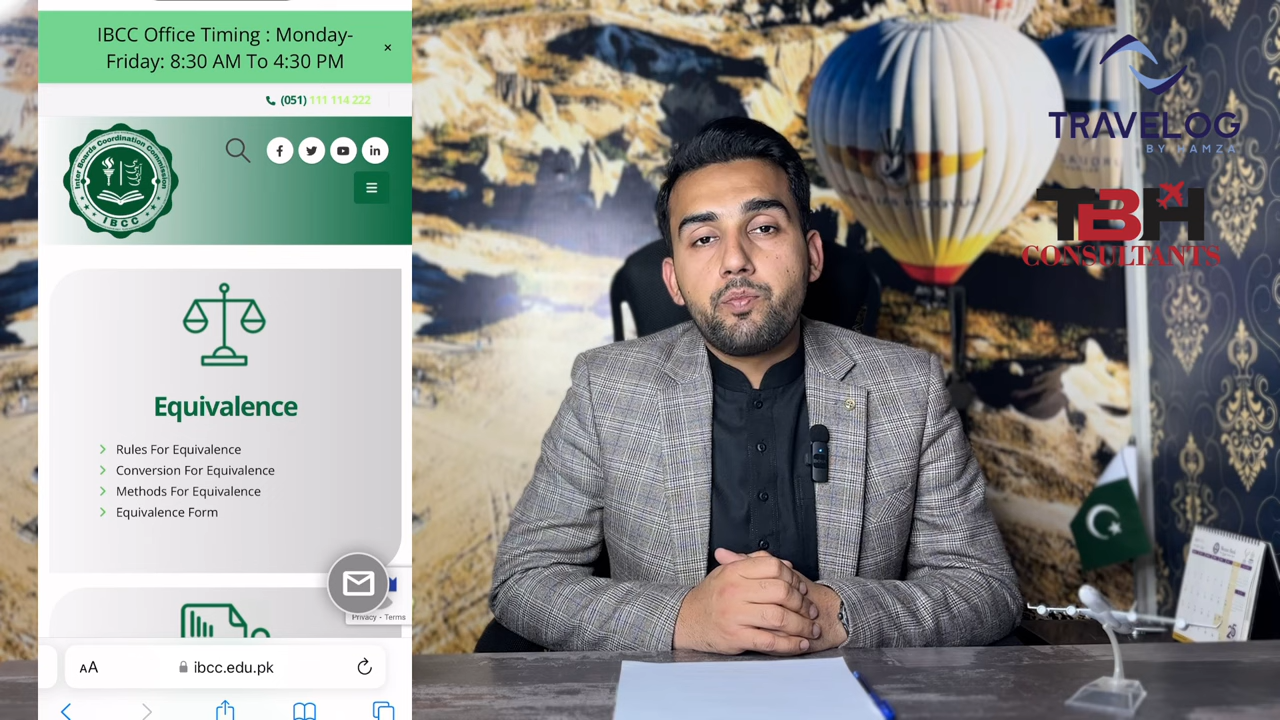 IBCC Office Timing : Monday-
Friday: 8:30 AM To 4:30 PM
×
(051) 111 114 222
Inter Boards Coordination Commission
IBCC
Equivalence
Rules For Equivalence
Conversion For Equivalence
Methods For Equivalence
Equivalence Form
Privacy - Terms
AA
ibcc.edu.pk
TRAVELOG
BY HAMZA
TBH
CONSULTANTS